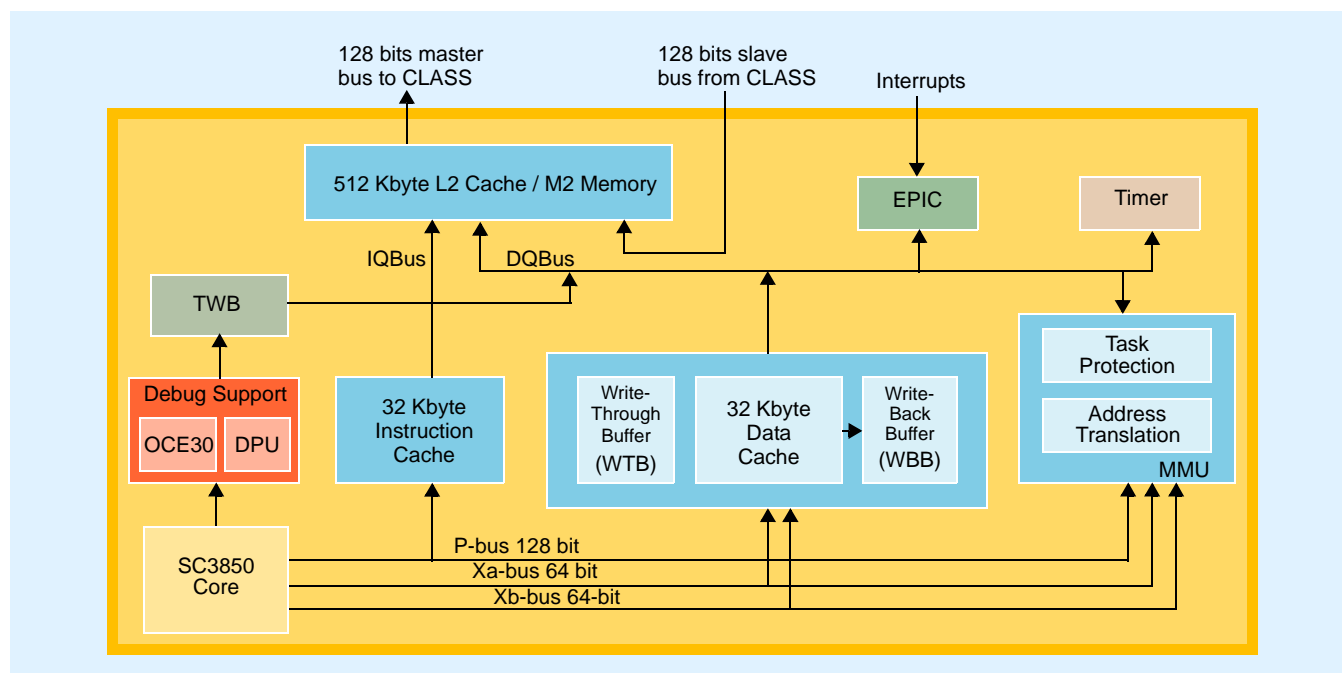 128 bits master
bus to CLASS
128 bits slave
bus from CLASS
Interrupts
512 Kbyte L2 Cache / M2 Memory
EPIC
Timer
IQBus
DQBus
TWB
Debug Support
OCE30
DPU
32 Kbyte
Instruction
Cache
Write-
Through
Buffer
(WTB)
32 Kbyte
Data
Cache
Write-
Back
Buffer
(WBB)
Task
Protection
Address
Translation
MMU
SC3850
Core
P-bus 128 bit
Xa-bus 64 bit
Xb-bus 64-bit